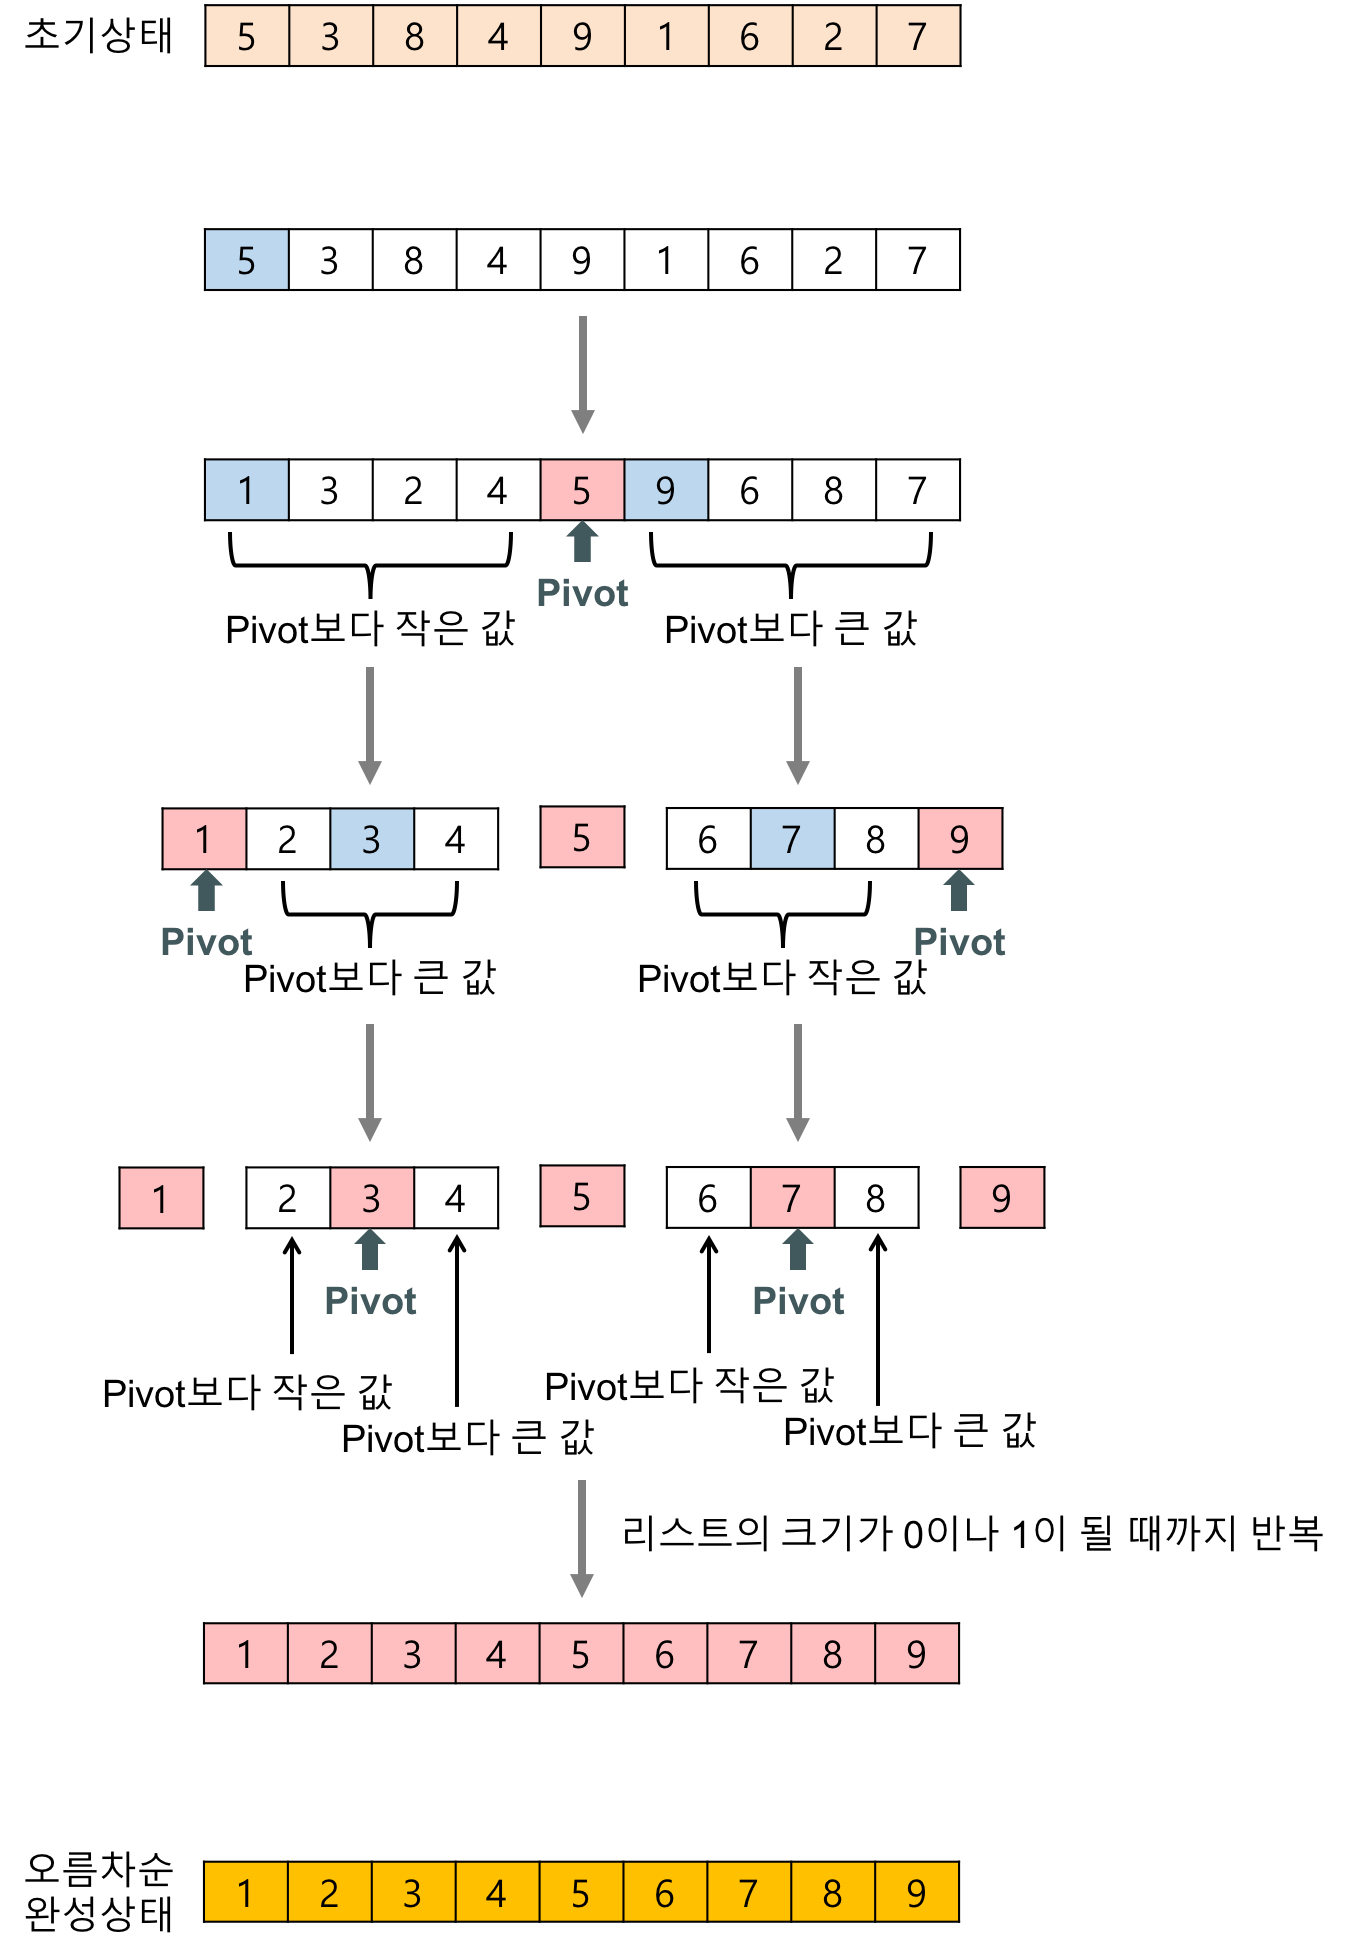 초기상태 5 3 8 4 9 1 6 2 7
5 3 8 4 9 1 6 2 7
1 3 2 4 5 9 6 8 7
Pivot
Pivot보다 작은 값 Pivot보다 큰 값
1 2 3 4 5 6 7 8 9
Pivot Pivot
Pivot보다 큰 값 Pivot보다 작은 값
1 2 3 4 5 6 7 8 9
Pivot Pivot
Pivot보다 작은 값 Pivot보다 작은 값
Pivot보다 큰 값 Pivot보다 큰 값
리스트의 크기가 0이나 1이 될 때까지 반복
1 2 3 4 5 6 7 8 9
오름차순
완성상태 1 2 3 4 5 6 7 8 9